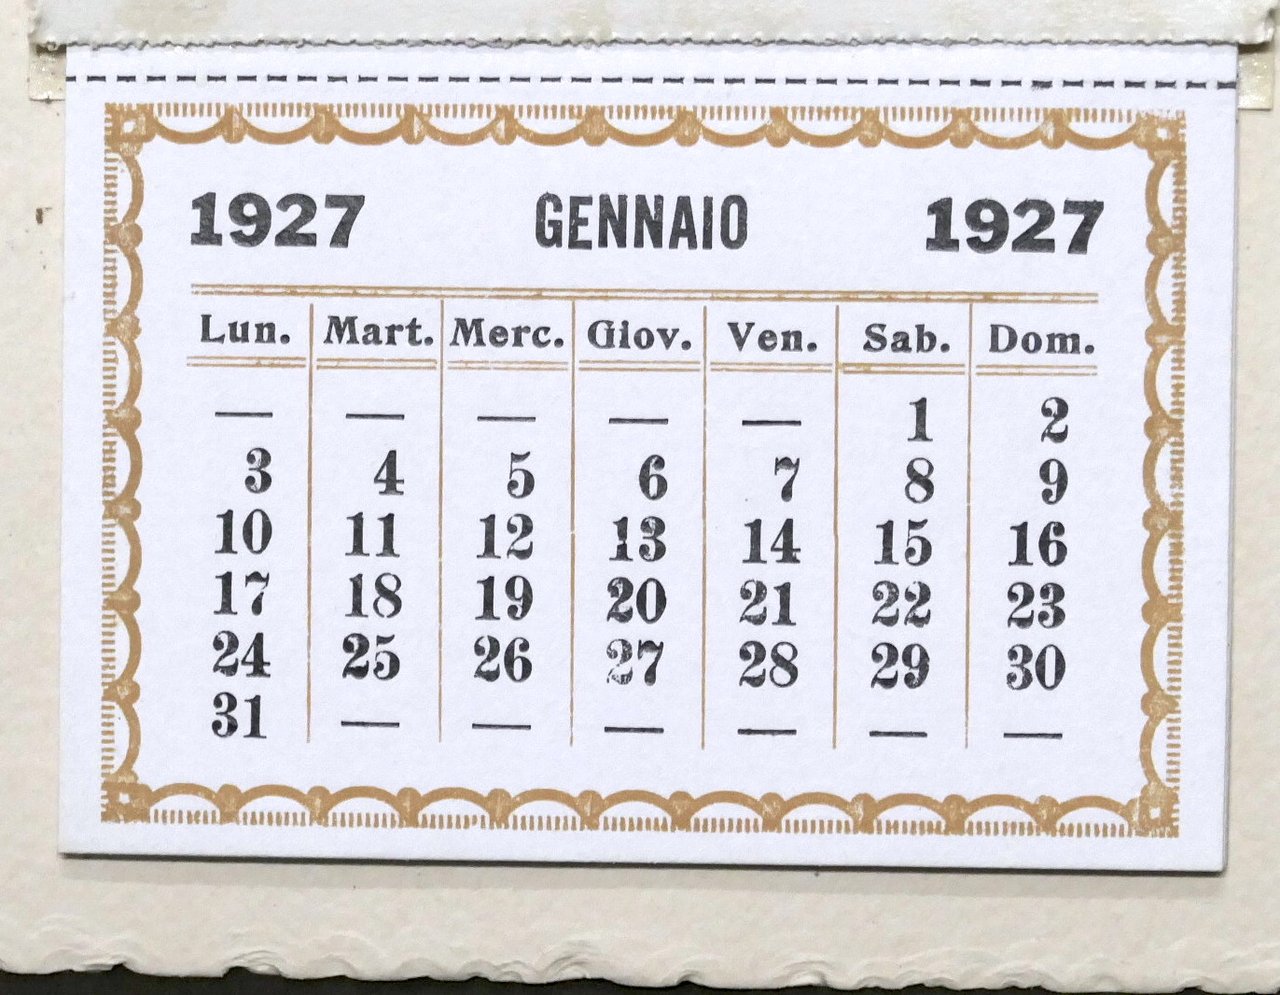 1927 GENNAIO 1927
Lun. Mart. Merc. Giov. Ven. Sab. Dom.
— — — — — 1 2
3 4 5 6 7 8 9
10 11 12 13 14 15 16
17 18 19 20 21 22 23
24 25 26 27 28 29 30
31 — — — — — —